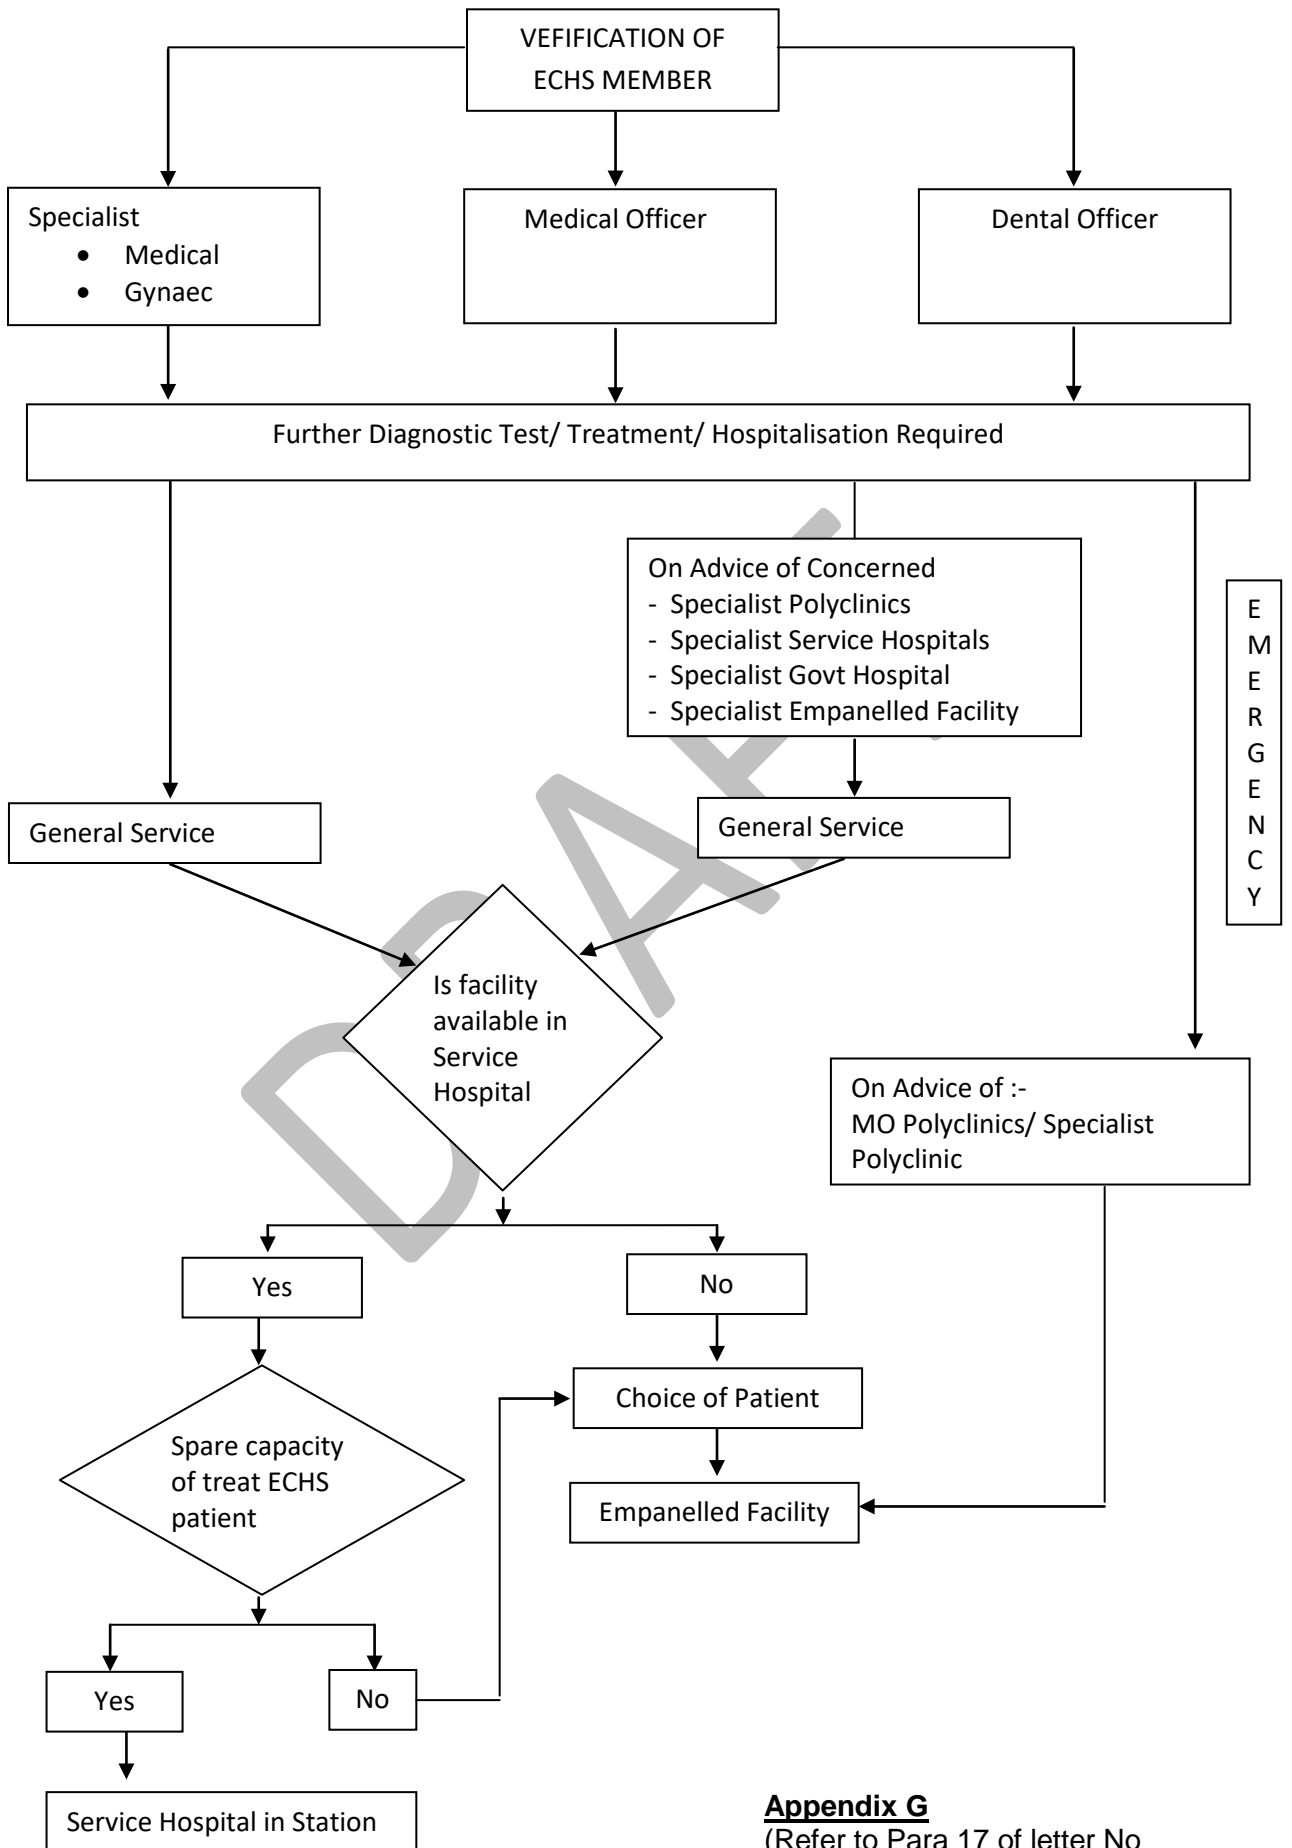 VEFIFICATION OF
ECHS MEMBER
Specialist
• Medical
• Gynaec
Medical Officer
Dental Officer
Further Diagnostic Test/ Treatment/ Hospitalisation Required
On Advice of Concerned
- Specialist Polyclinics
- Specialist Service Hospitals
- Specialist Govt Hospital
- Specialist Empanelled Facility
E
M
E
R
G
E
N
C
Y
General Service
General Service
Is facility
available in
Service
Hospital
On Advice of :-
MO Polyclinics/ Specialist
Polyclinic
Yes
No
Choice of Patient
Spare capacity
of treat ECHS
patient
Empanelled Facility
Yes
No
Service Hospital in Station
Appendix G
(Refer to Para 17 of letter No
DRAFT